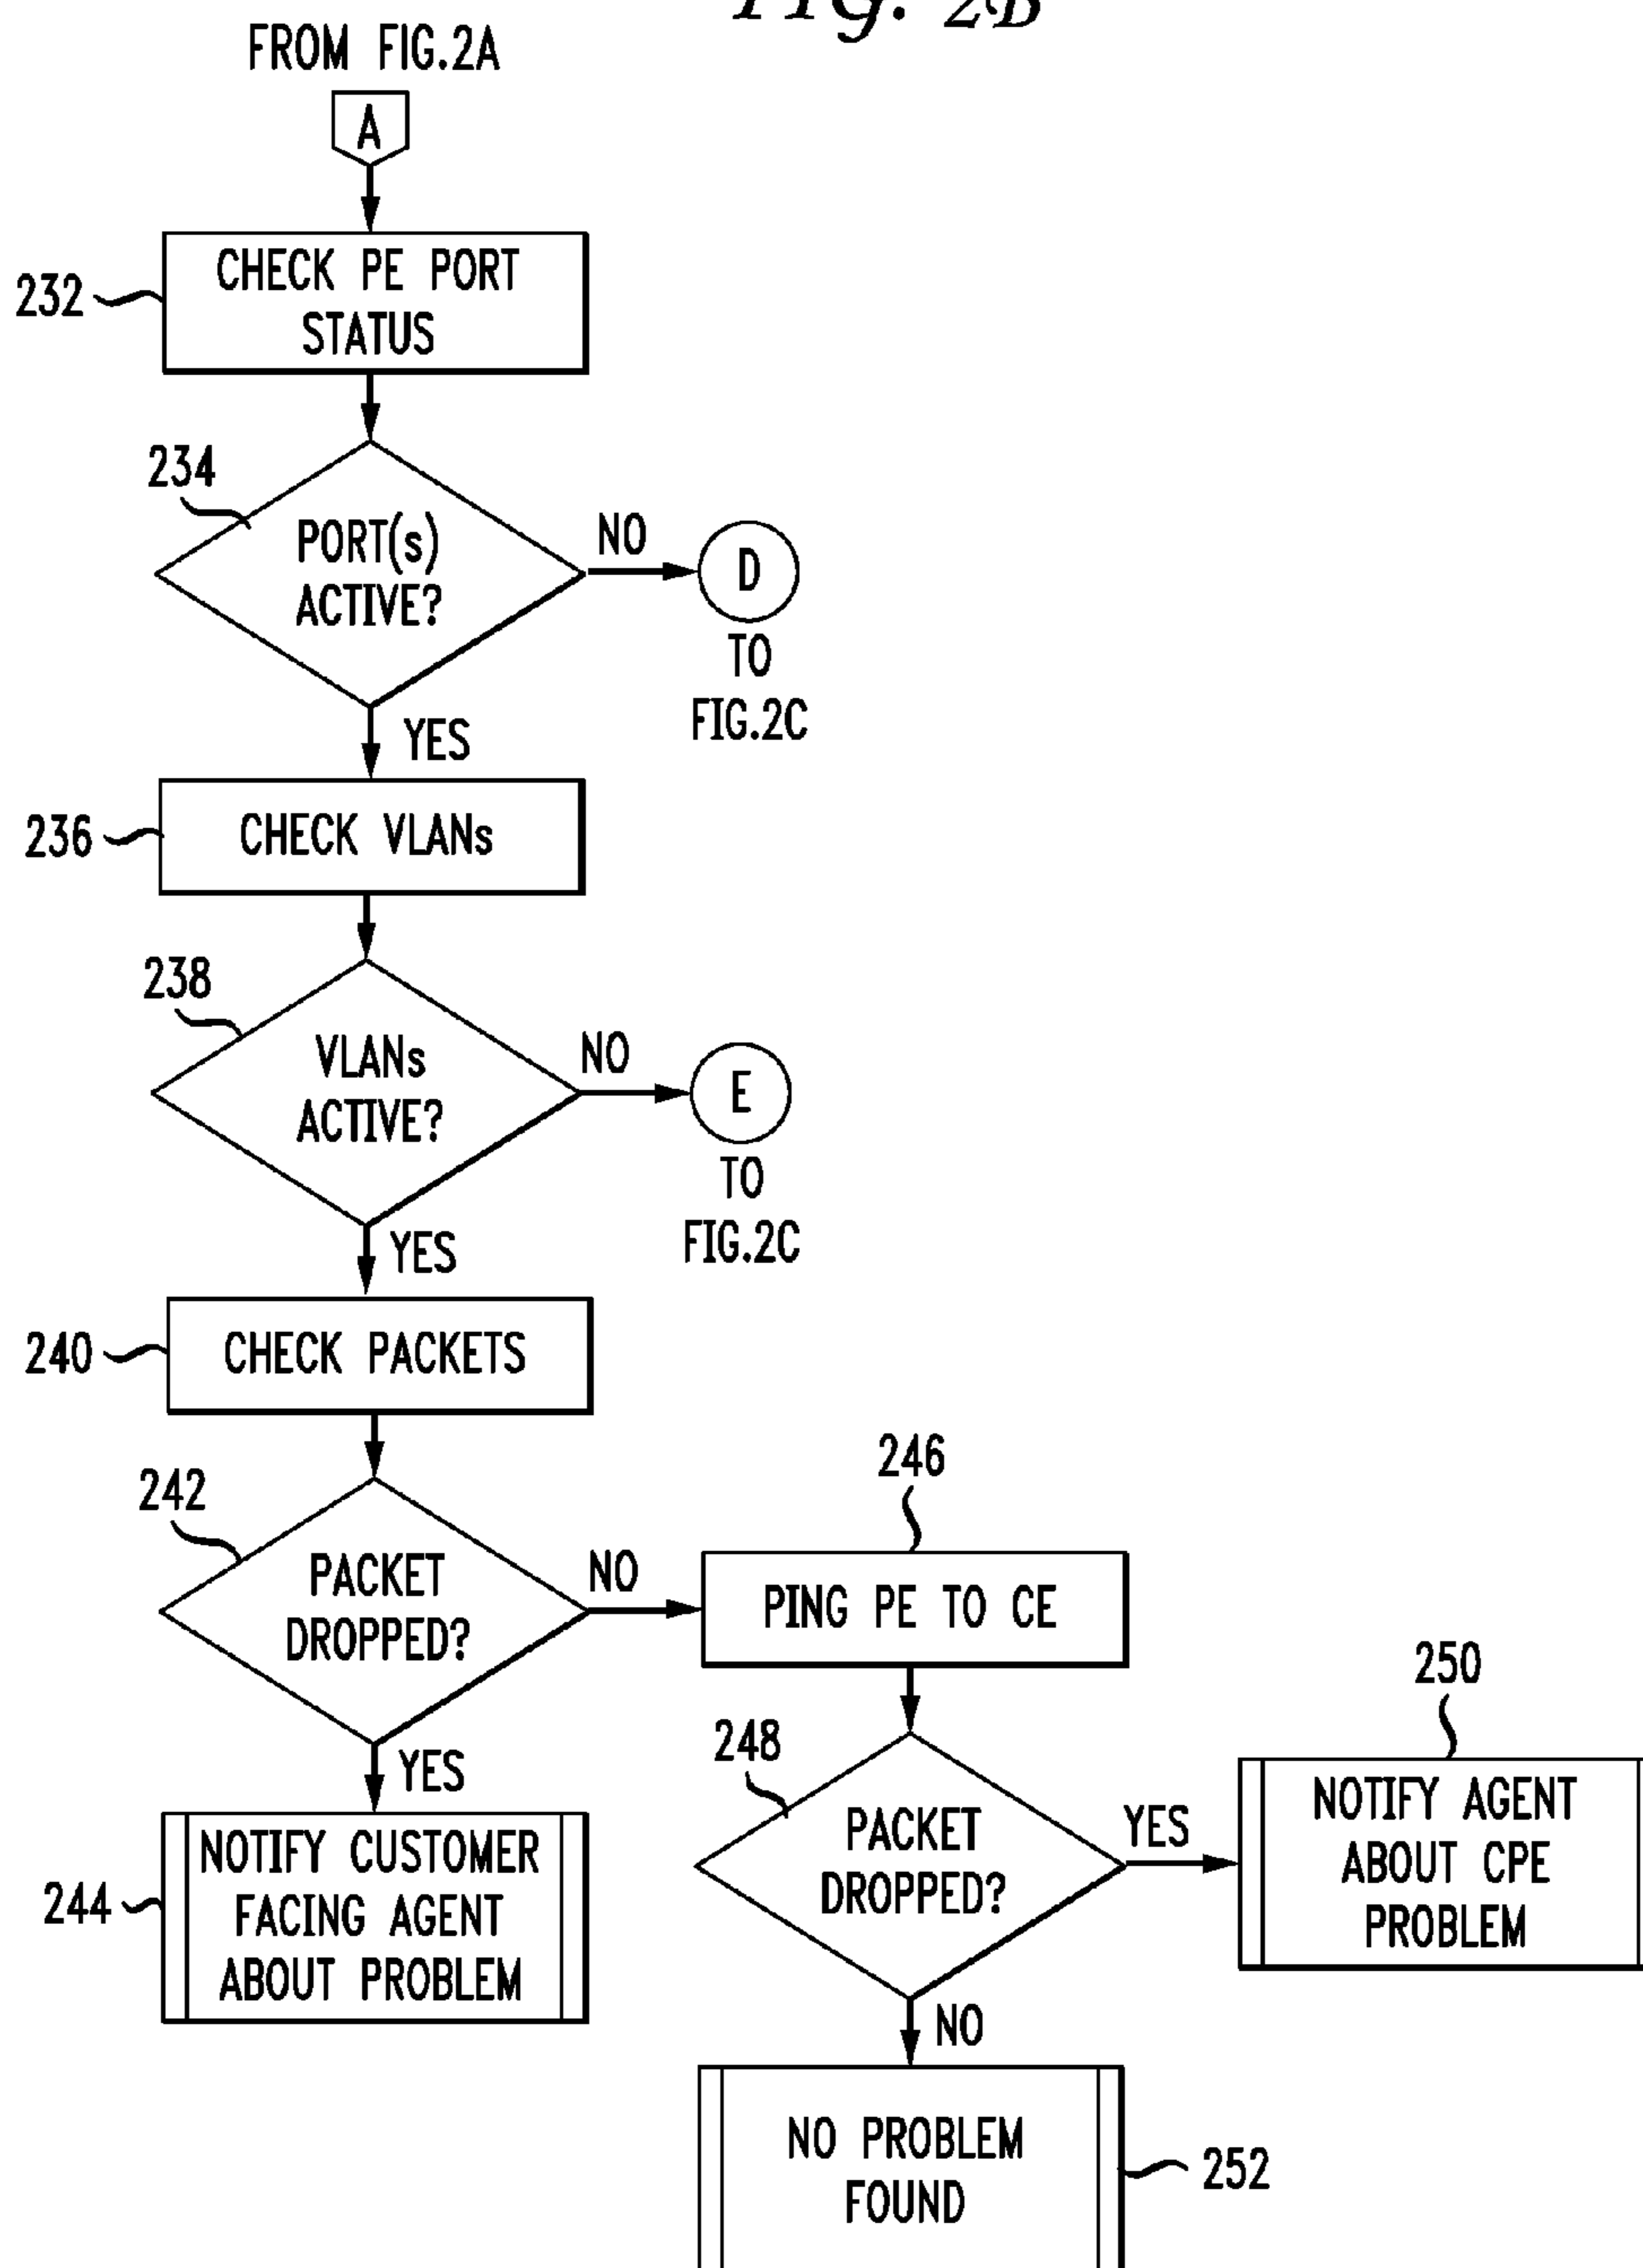 FIG. 2B
FROM FIG.2A
A
232
CHECK PE PORT
STATUS
234
PORT(s)
ACTIVE?
NO
D
TO
FIG.2C
YES
236
CHECK VLANs
238
VLANs
ACTIVE?
NO
E
TO
FIG.2C
YES
240
CHECK PACKETS
242
PACKET
DROPPED?
NO
246
PING PE TO CE
YES
244
NOTIFY CUSTOMER
FACING AGENT
ABOUT PROBLEM
248
PACKET
DROPPED?
YES
250
NOTIFY AGENT
ABOUT CPE
PROBLEM
NO
NO PROBLEM
FOUND
252